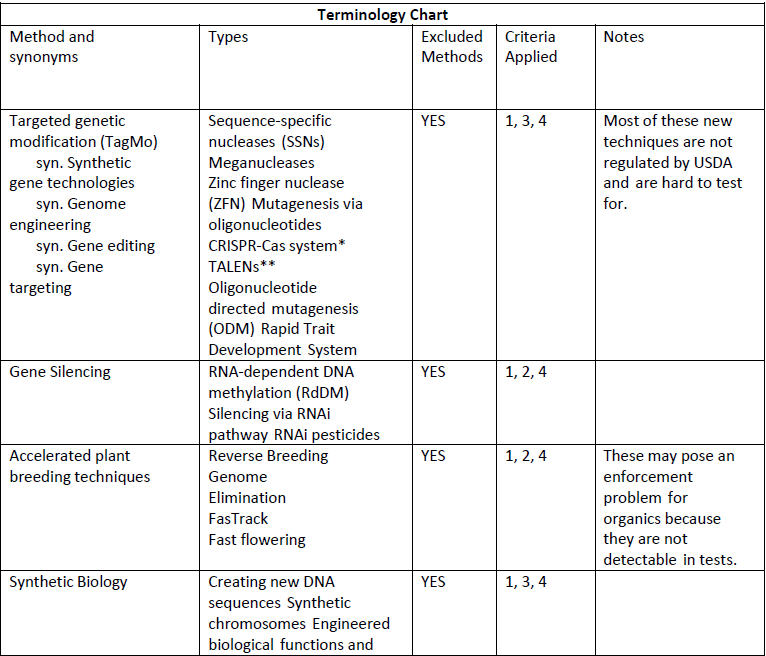 Terminology Chart
Method and
synonyms
Types
Excluded
Methods
Criteria
Applied
Notes
Targeted genetic
modification (TagMo)
syn. Synthetic
gene technologies
syn. Genome
engineering
syn. Gene editing
syn. Gene
targeting
Sequence-specific
nucleases (SSNs)
Meganucleases
Zinc finger nuclease
(ZFN) Mutagenesis via
oligonucleotides
CRISPR-Cas system*
TALENs**
Oligonucleotide
directed mutagenesis
(ODM) Rapid Trait
Development System
YES
1, 3, 4
Most of these new
techniques are not
regulated by USDA
and are hard to test
for.
Gene Silencing
RNA-dependent DNA
methylation (RdDM)
Silencing via RNAi
pathway RNAi pesticides
YES
1, 2, 4
Accelerated plant
breeding techniques
Reverse Breeding
Genome
Elimination
FasTrack
Fast flowering
YES
1, 2, 4
These may pose an
enforcement
problem for
organics because
they are not
detectable in tests.
Synthetic Biology
Creating new DNA
sequences Synthetic
chromosomes Engineered
biological functions and
YES
1, 3, 4